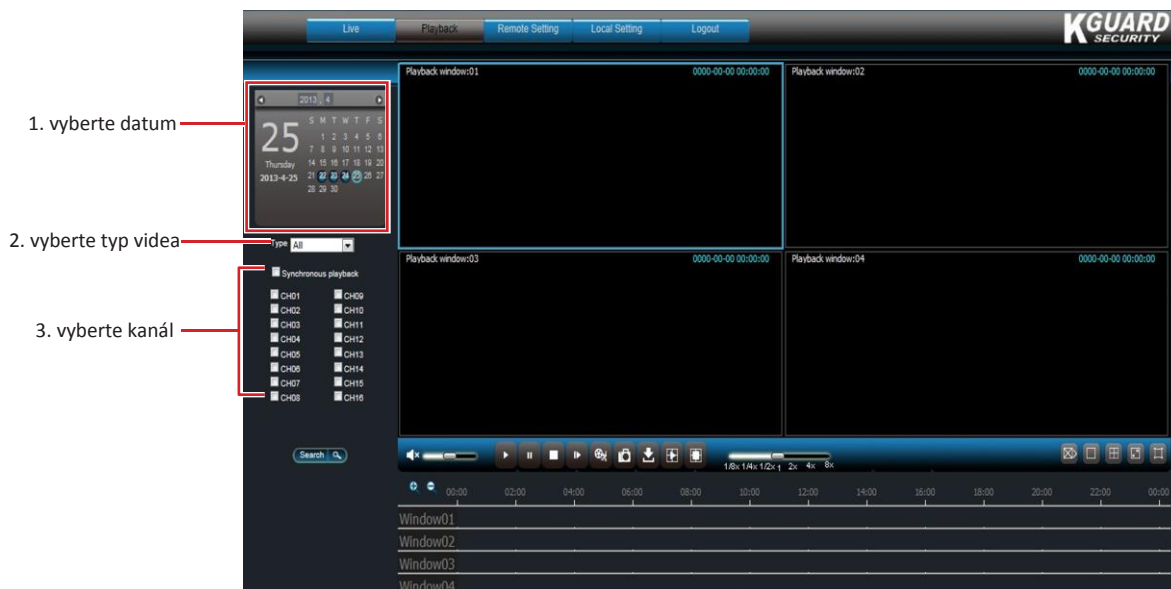 Live Playback Remote Setting Local Setting Logout
KGUARD
SECURITY
1. vyberte datum
2013 , 4
S M T W T F S
1 2 3 4 5 6
7 8 9 10 11 12 13
14 15 16 17 18 19 20
21 22 23 24 25 26 27
28 29 30
25
Thursday
2013-4-25
2. vyberte typ videa
Type All
3. vyberte kanál
Synchronous playback
CH01 CH09
CH02 CH10
CH03 CH11
CH04 CH12
CH05 CH13
CH06 CH14
CH07 CH15
CH08 CH16
Search
Playback window:01 0000-00-00 00:00:00
Playback window:02 0000-00-00 00:00:00
Playback window:03 0000-00-00 00:00:00
Playback window:04 0000-00-00 00:00:00
1/8x 1/4x 1/2x 1 2x 4x 8x
00:00 02:00 04:00 06:00 08:00 10:00 12:00 14:00 16:00 18:00 20:00 22:00 00:00
Window01
Window02
Window03
Window04